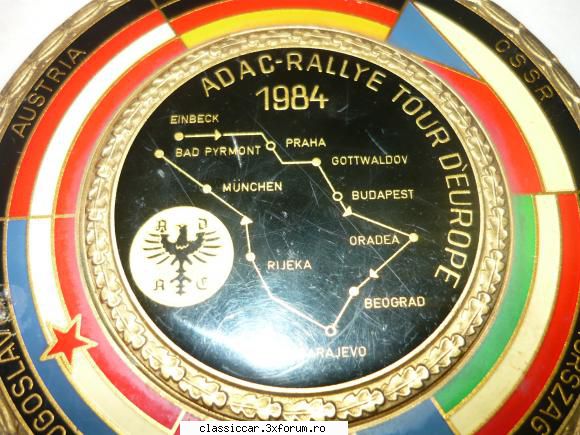 AUSTRIA
CSSR
ADAC-RALLYE TOUR D'EUROPE
1984
EINBECK
PRAHA
BAD PYRMONT
GOTTWALDOV
MÜNCHEN
BUDAPEST
ORADEA
RIJEKA
BEOGRAD
A D
A C
classiccar.3xforum.ro